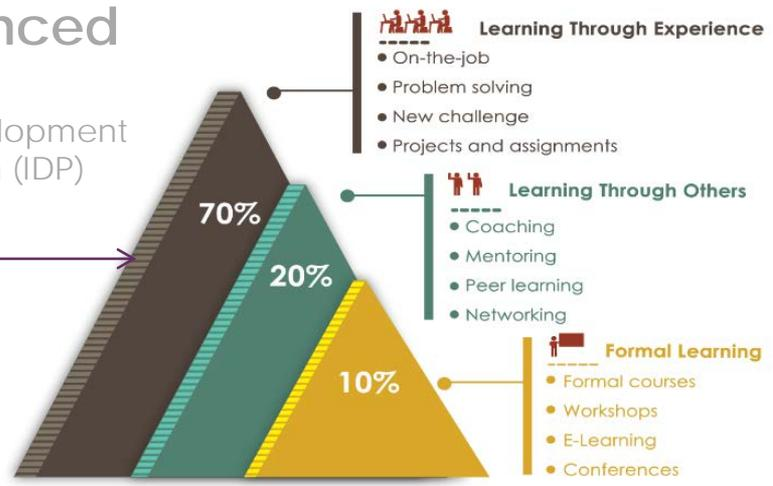 nced
lopment
(IDP)
Learning Through Experience
• On-the-job
• Problem solving
• New challenge
• Projects and assignments
70%
Learning Through Others
• Coaching
• Mentoring
• Peer learning
• Networking
20%
Formal Learning
• Formal courses
• Workshops
• E-Learning
• Conferences
10%